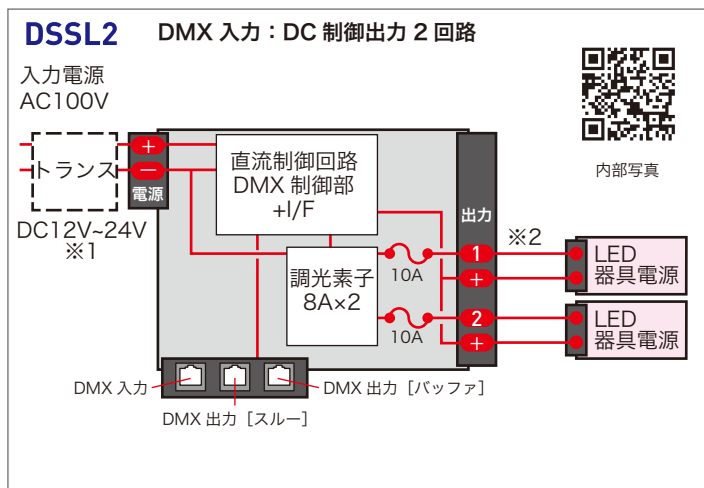 DSSL2
DMX 入力：DC 制御出力 2 回路
入力電源
AC100V
内部写真
トランス
+
−
電源
DC12V~24V
※1
直流制御回路
DMX 制御部
+I/F
調光素子
8A×2
10A
10A
出力
1
+
2
+
※2
LED
器具電源
LED
器具電源
DMX 入力
DMX 出力［スルー］
DMX 出力［バッファ］